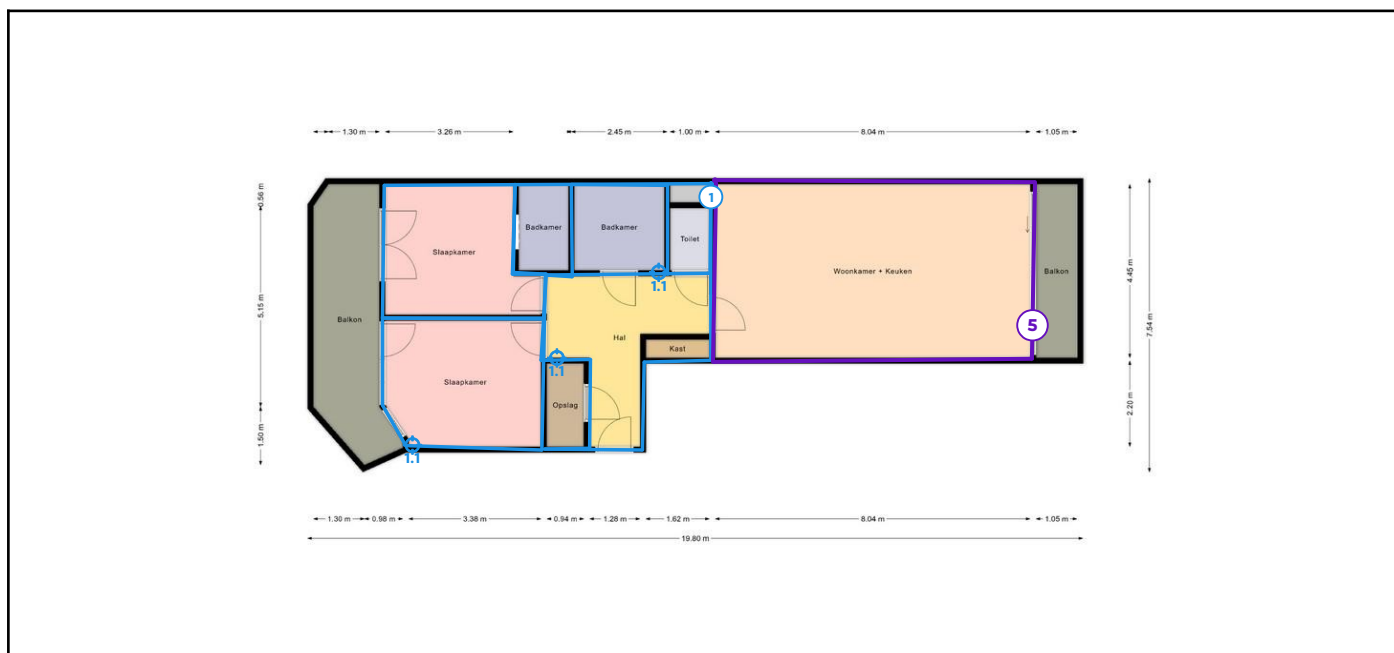 1.30 m
3.26 m
2.45 m
1.00 m
8.04 m
1.05 m
0.56 m
5.15 m
1.50 m
4.45 m
2.20 m
7.54 m
1
Badkamer
Badkamer
Toilet
Slaapkamer
Woonkamer + Keuken
Balkon
1.1
Balkon
5
Hal
Kast
1.1
Slaapkamer
Opslag
1.1
1.30 m
0.98 m
3.38 m
0.94 m
1.28 m
1.62 m
8.04 m
1.05 m
19.80 m